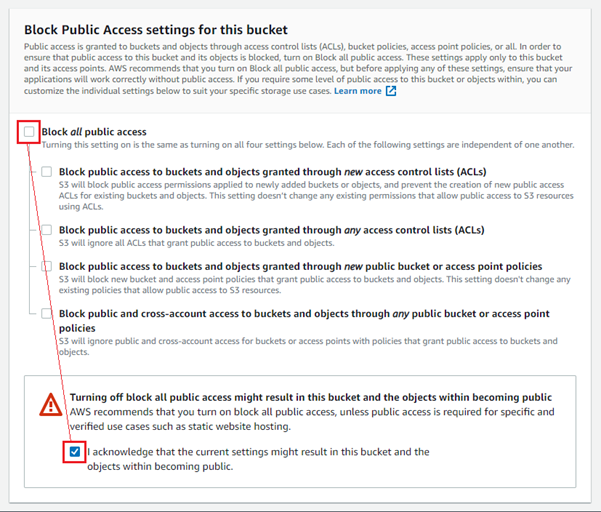 Block Public Access settings for this bucket
Public access is granted to buckets and objects through access control lists (ACLs), bucket policies, access point policies, or all. In order to
ensure that public access to this bucket and its objects is blocked, turn on Block all public access. These settings apply only to this bucket
and its access points. AWS recommends that you turn on Block all public access, but before applying any of these settings, ensure that your
applications will work correctly without public access. If you require some level of public access to this bucket or objects within, you can
customize the individual settings below to suit your specific storage use cases. Learn more
Block all public access
Turning this setting on is the same as turning on all four settings below. Each of the following settings are independent of one another.
Block public access to buckets and objects granted through new access control lists (ACLs)
S3 will block public access permissions applied to newly added buckets or objects, and prevent the creation of new public access
ACLs for existing buckets and objects. This setting doesn't change any existing permissions that allow public access to S3 resources
using ACLs.
Block public access to buckets and objects granted through any access control lists (ACLs)
S3 will ignore all ACLs that grant public access to buckets and objects.
Block public access to buckets and objects granted through new public bucket or access point policies
S3 will block new bucket and access point policies that grant public access to buckets and objects. This setting doesn't change any
existing policies that allow public access to S3 resources.
Block public and cross-account access to buckets and objects through any public bucket or access point
policies
S3 will ignore public and cross-account access for buckets or access points with policies that grant public access to buckets and
objects.
Turning off block all public access might result in this bucket and the objects within becoming public
AWS recommends that you turn on block all public access, unless public access is required for specific and
verified use cases such as static website hosting.
I acknowledge that the current settings might result in this bucket and the
objects within becoming public.